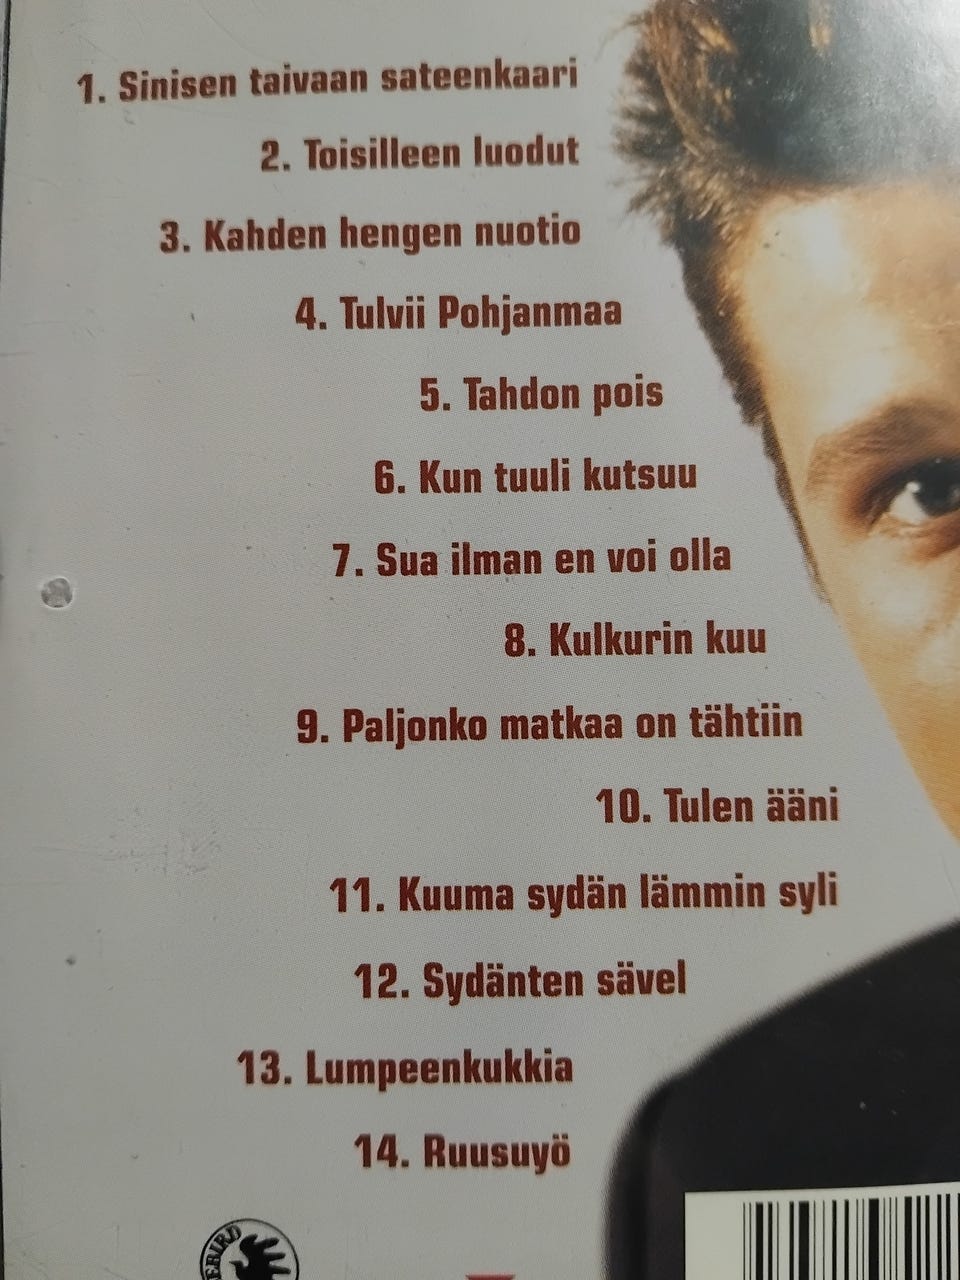 1. Sinisen taivaan sateenkaari
2. Toisilleen luodut
3. Kahden hengen nuotio
4. Tulvii Pohjanmaa
5. Tahdon pois
6. Kun tuuli kutsuu
7. Sua ilman en voi olla
8. Kulkurin kuu
9. Paljonko matkaa on tähtiin
10. Tulen ääni
11. Kuuma sydän lämmin syli
12. Sydänten sävel
13. Lumpeenkukkia
14. Ruusuyö